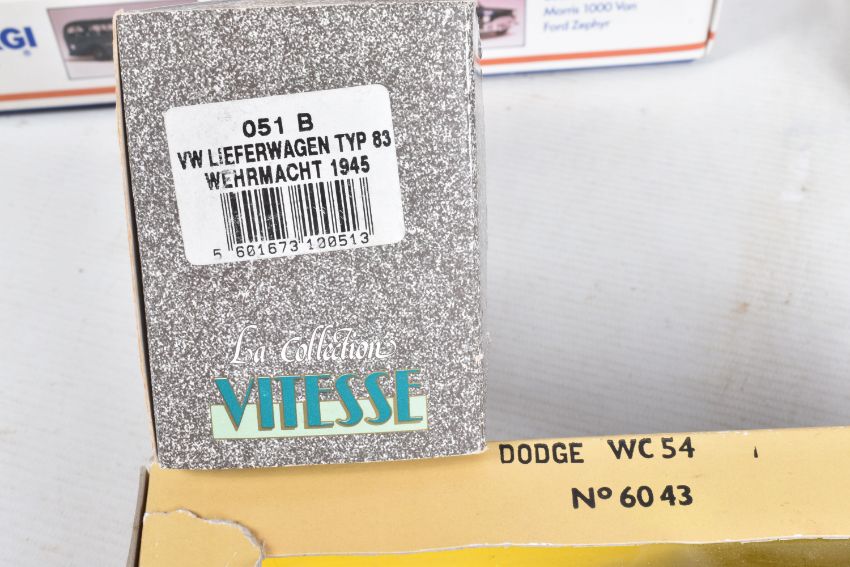 GI
Morris 1000 Van
Ford Zephyr
051 B
VW LIEFERWAGEN TYP 83
WEHRMACHT 1945
5 601673 100513
La Collection
VITESSE
DODGE WC 54
Nº 60 43